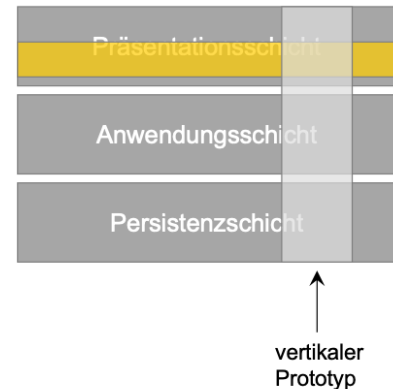 Präsentationsschicht
Anwendungsschicht
Persistenzschicht
vertikaler
Prototyp